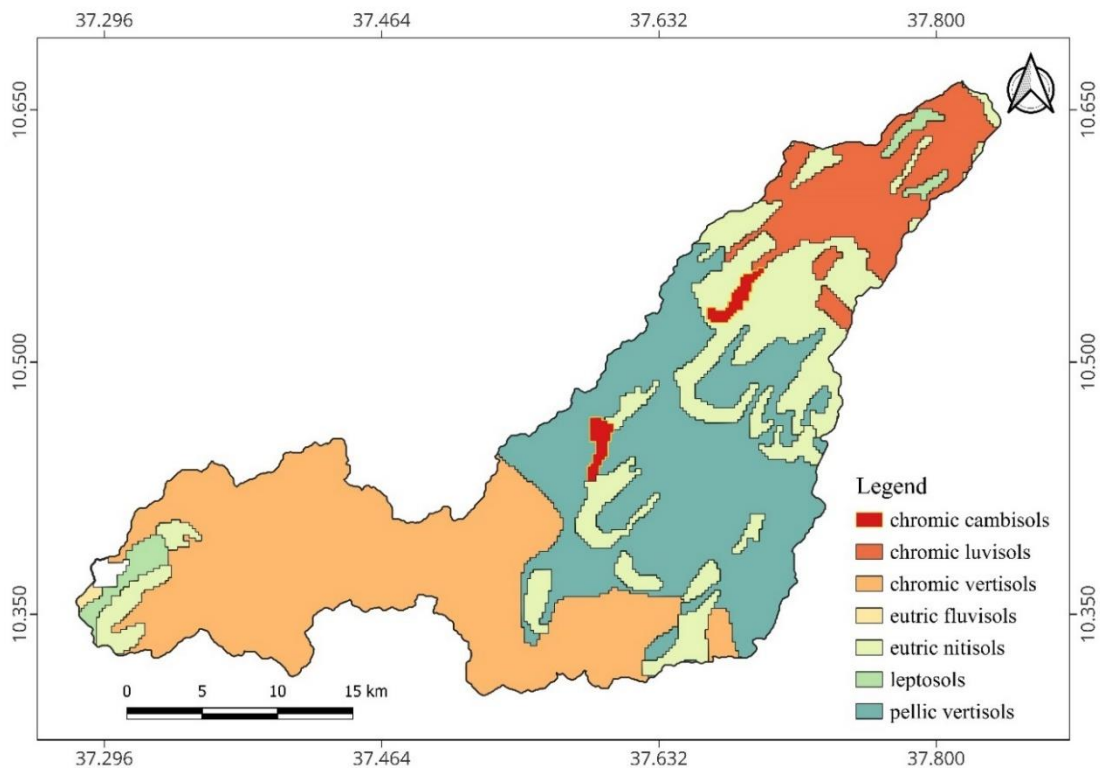 37.296 37.464 37.632 37.800
10.650 10.650
10.500 10.500
10.350 10.350
Legend
chromic cambisols
chromic luvisols
chromic vertisols
eutric fluvisols
eutric nitisols
leptosols
pellic vertisols
0 5 10 15 km
37.296 37.464 37.632 37.800